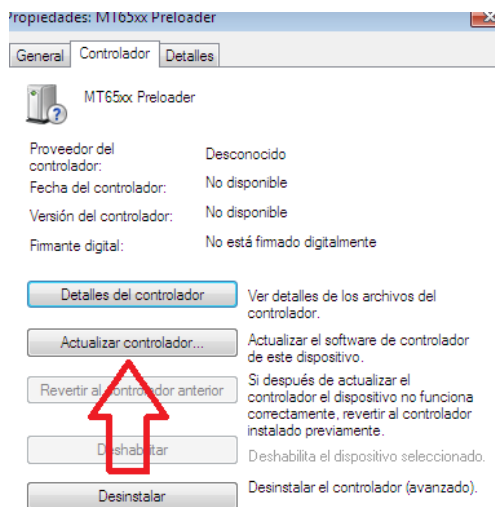 Propiedades: MT65xx Preloader
General Controlador Detalles
MT65xx Preloader
Proveedor del
controlador:
Desconocido
Fecha del controlador:
No disponible
Versión del controlador:
No disponible
Firmante digital:
No está firmado digitalmente
Detalles del controlador
Ver detalles de los archivos del
controlador.
Actualizar controlador...
Actualizar el software de controlador
de este dispositivo.
Revertir al controlador anterior
Si después de actualizar el
controlador el dispositivo no funciona
correctamente, revertir al controlador
instalado previamente.
Deshabilitar
Deshabilita el dispositivo seleccionado.
Desinstalar
Desinstalar el controlador (avanzado).